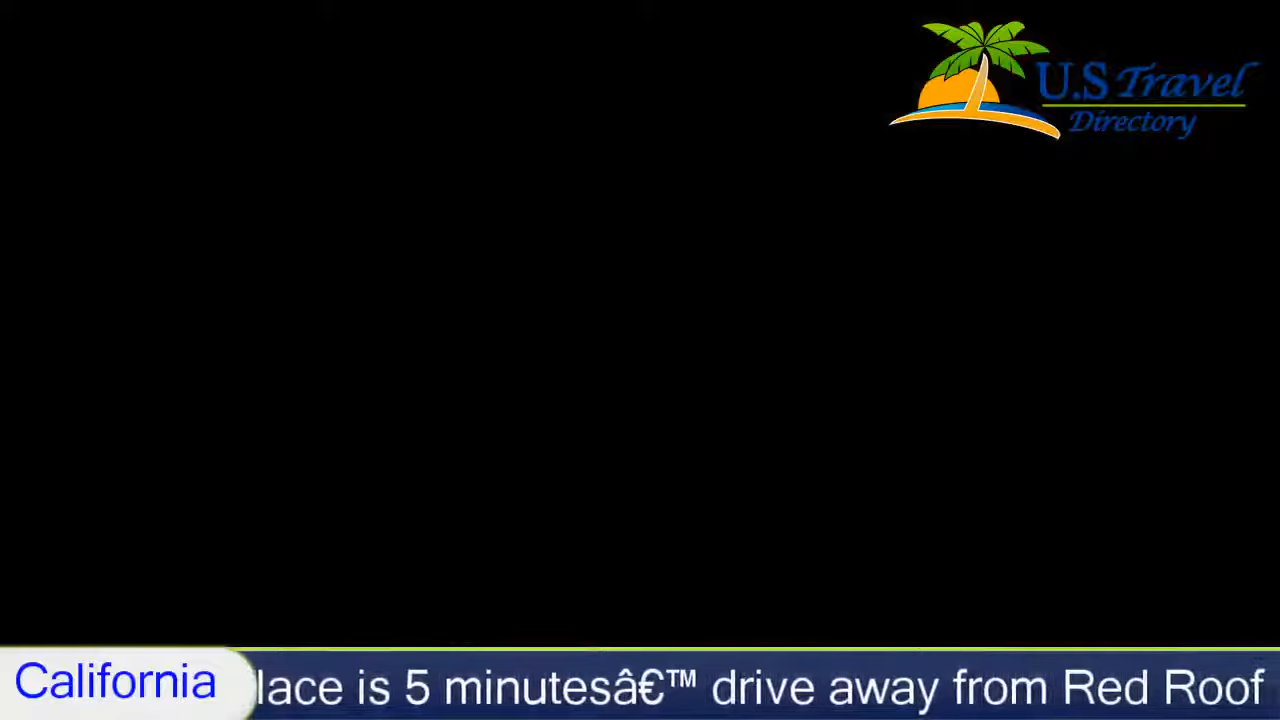 U.S Travel
Directory
California
lace is 5 minutesâ€™ drive away from Red Roof